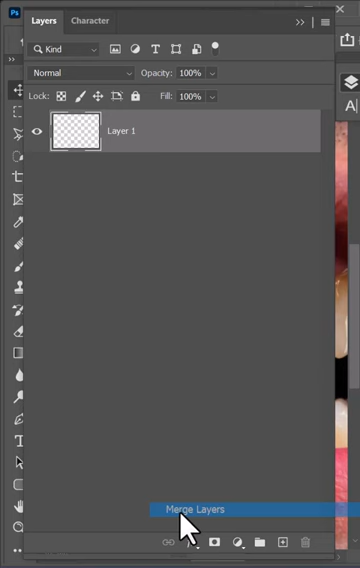 Ps
Layers
Character
Kind
Normal
Opacity: 100%
Lock:
Fill: 100%
Layer 1
Merge Layers